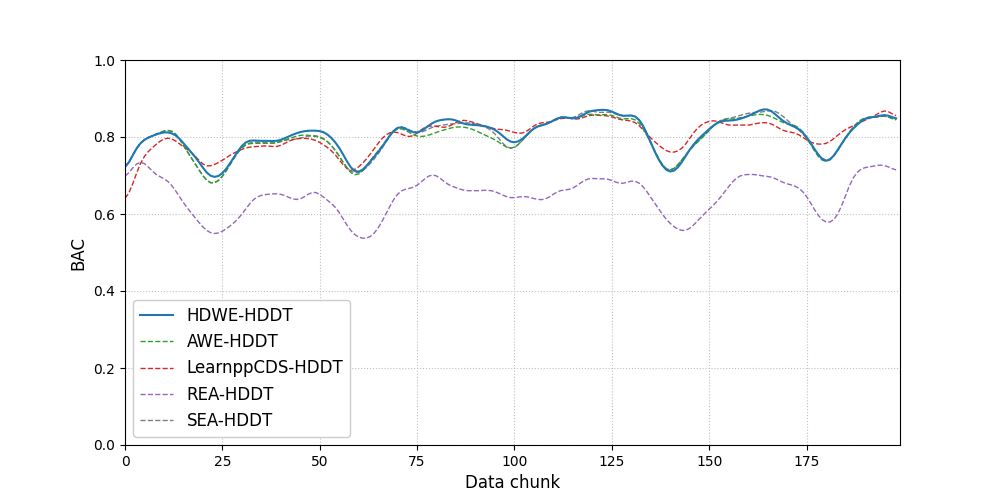 1.0
0.8
0.6
0.4
0.2
0.0
BAC
HDWE-HDDT
AWE-HDDT
LearnppCDS-HDDT
REA-HDDT
SEA-HDDT
0 25 50 75 100 125 150 175
Data chunk